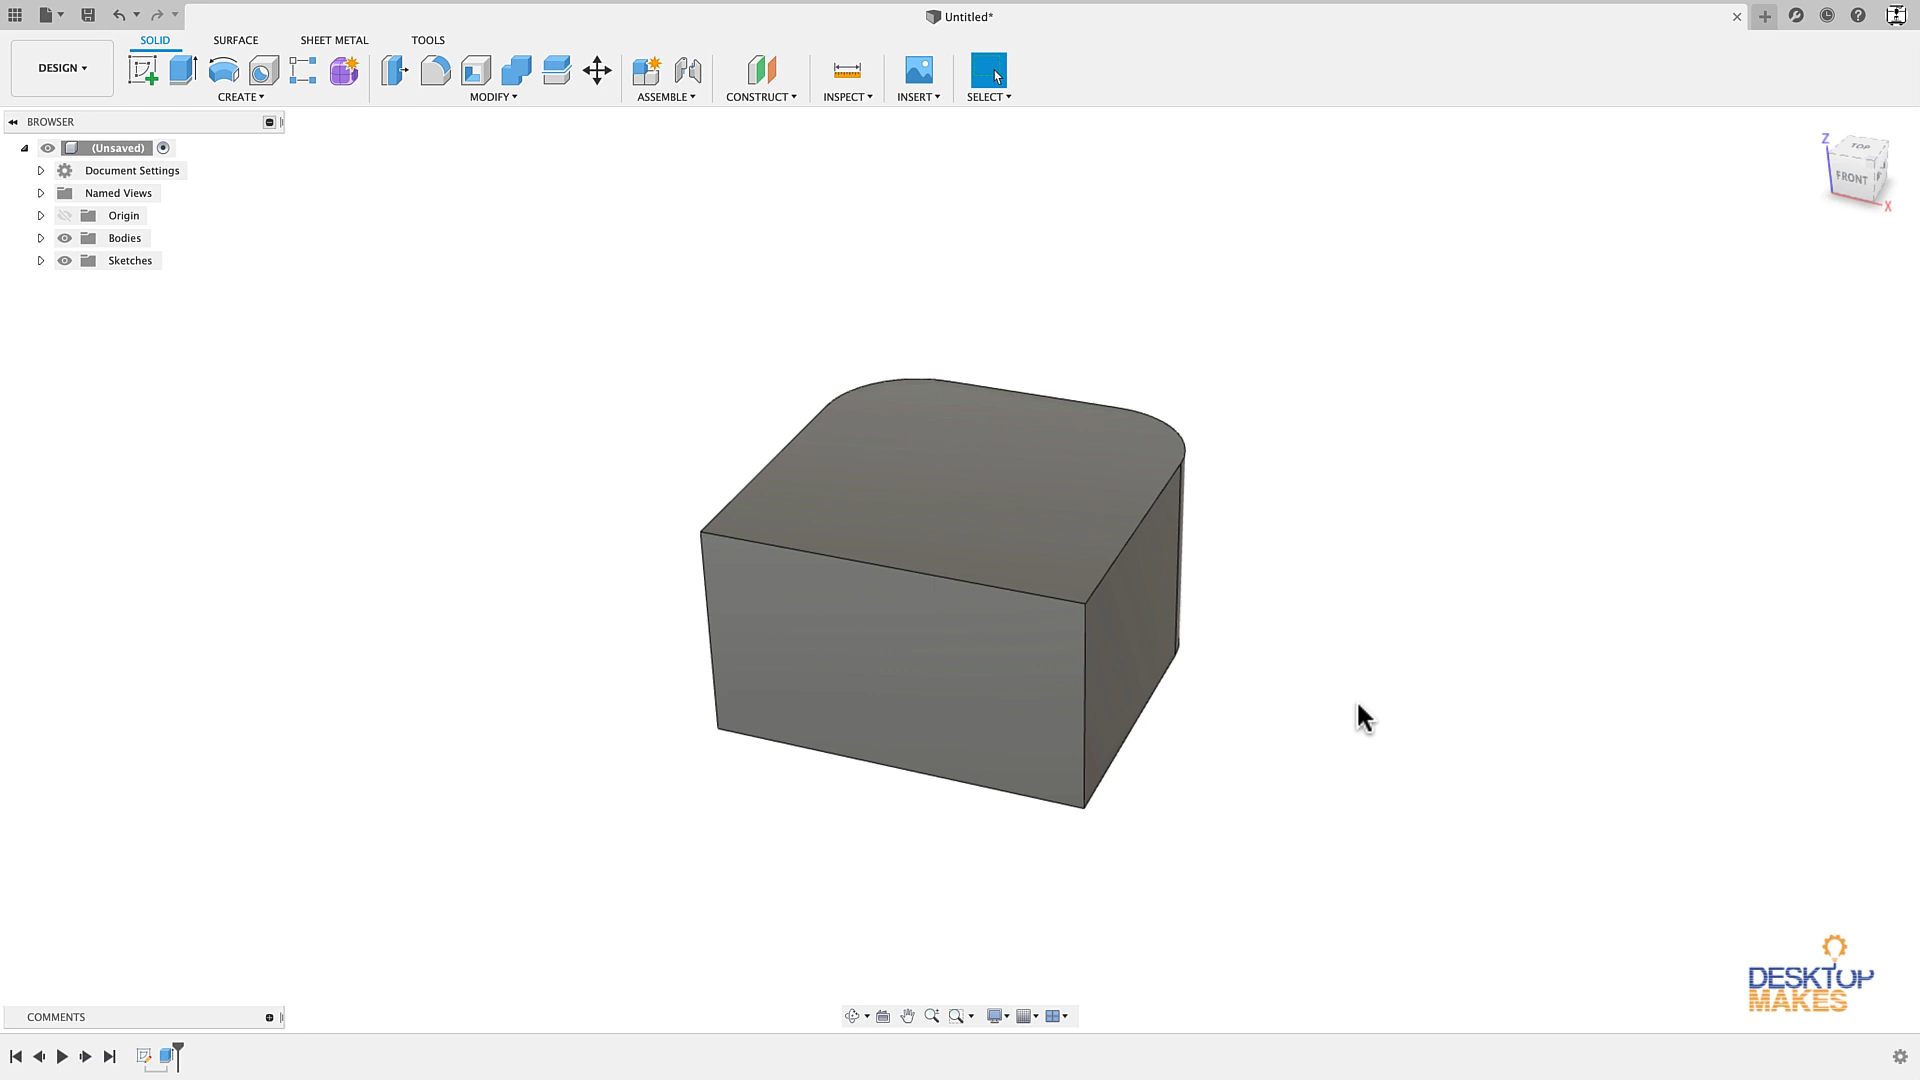 Untitled*
SOLID SURFACE SHEET METAL TOOLS
DESIGN
CREATE MODIFY ASSEMBLE CONSTRUCT INSPECT INSERT SELECT
BROWSER
(Unsaved)
Document Settings
Named Views
Origin
Bodies
Sketches
Z
TOP
FRONT
X
DESKTOP
MAKES
COMMENTS